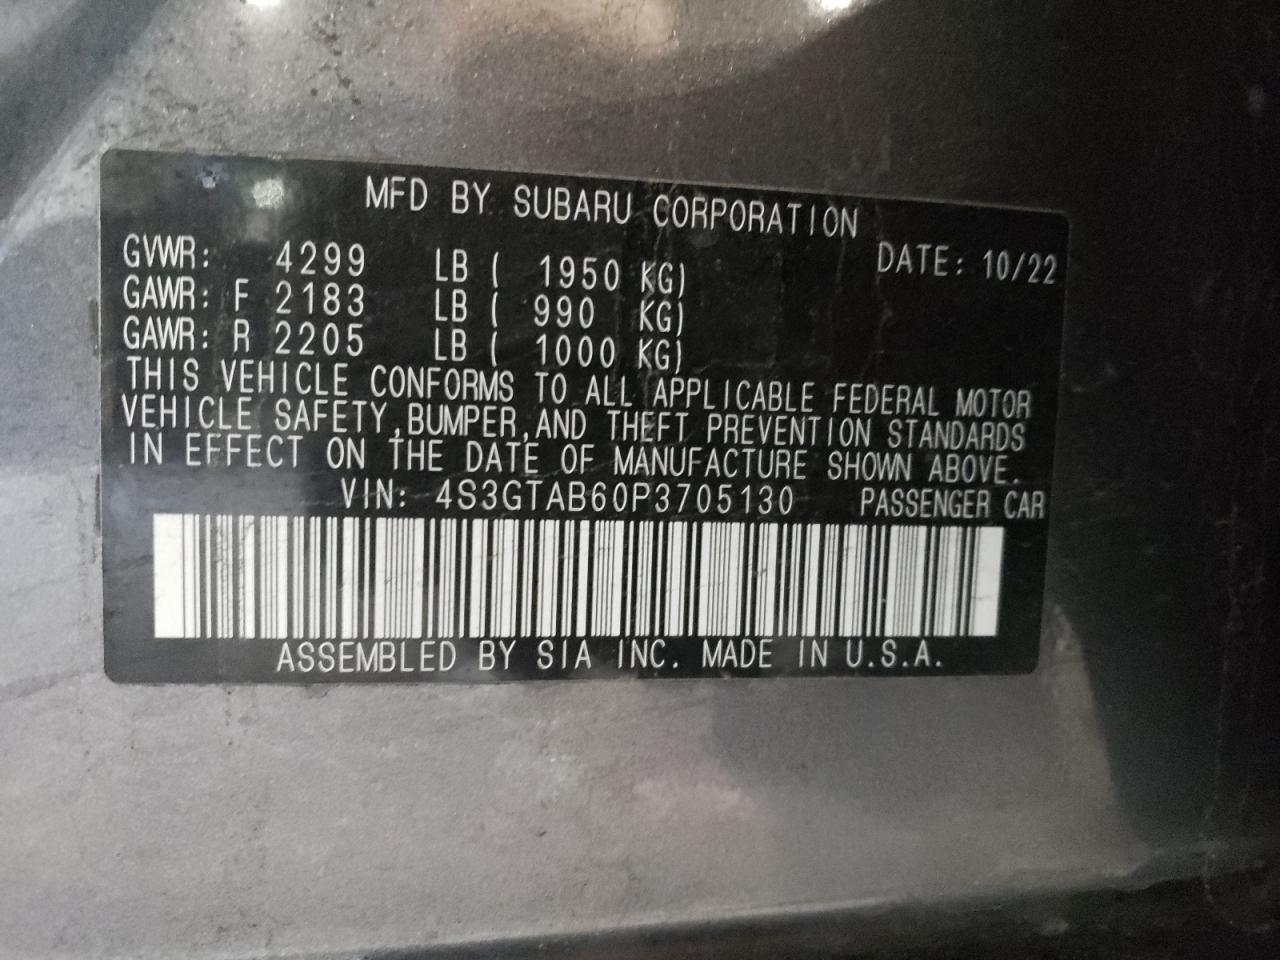 MFD BY SUBARU CORPORATION
GVWR: 4299 LB ( 1950 KG) DATE: 10/22
GAWR: F 2183 LB ( 990 KG)
GAWR: R 2205 LB ( 1000 KG)
THIS VEHICLE CONFORMS TO ALL APPLICABLE FEDERAL MOTOR
VEHICLE SAFETY,BUMPER,AND THEFT PREVENTION STANDARDS
IN EFFECT ON THE DATE OF MANUFACTURE SHOWN ABOVE.
VIN: 4S3GTAB60P3705130 PASSENGER CAR
ASSEMBLED BY SIA INC. MADE IN U.S.A.